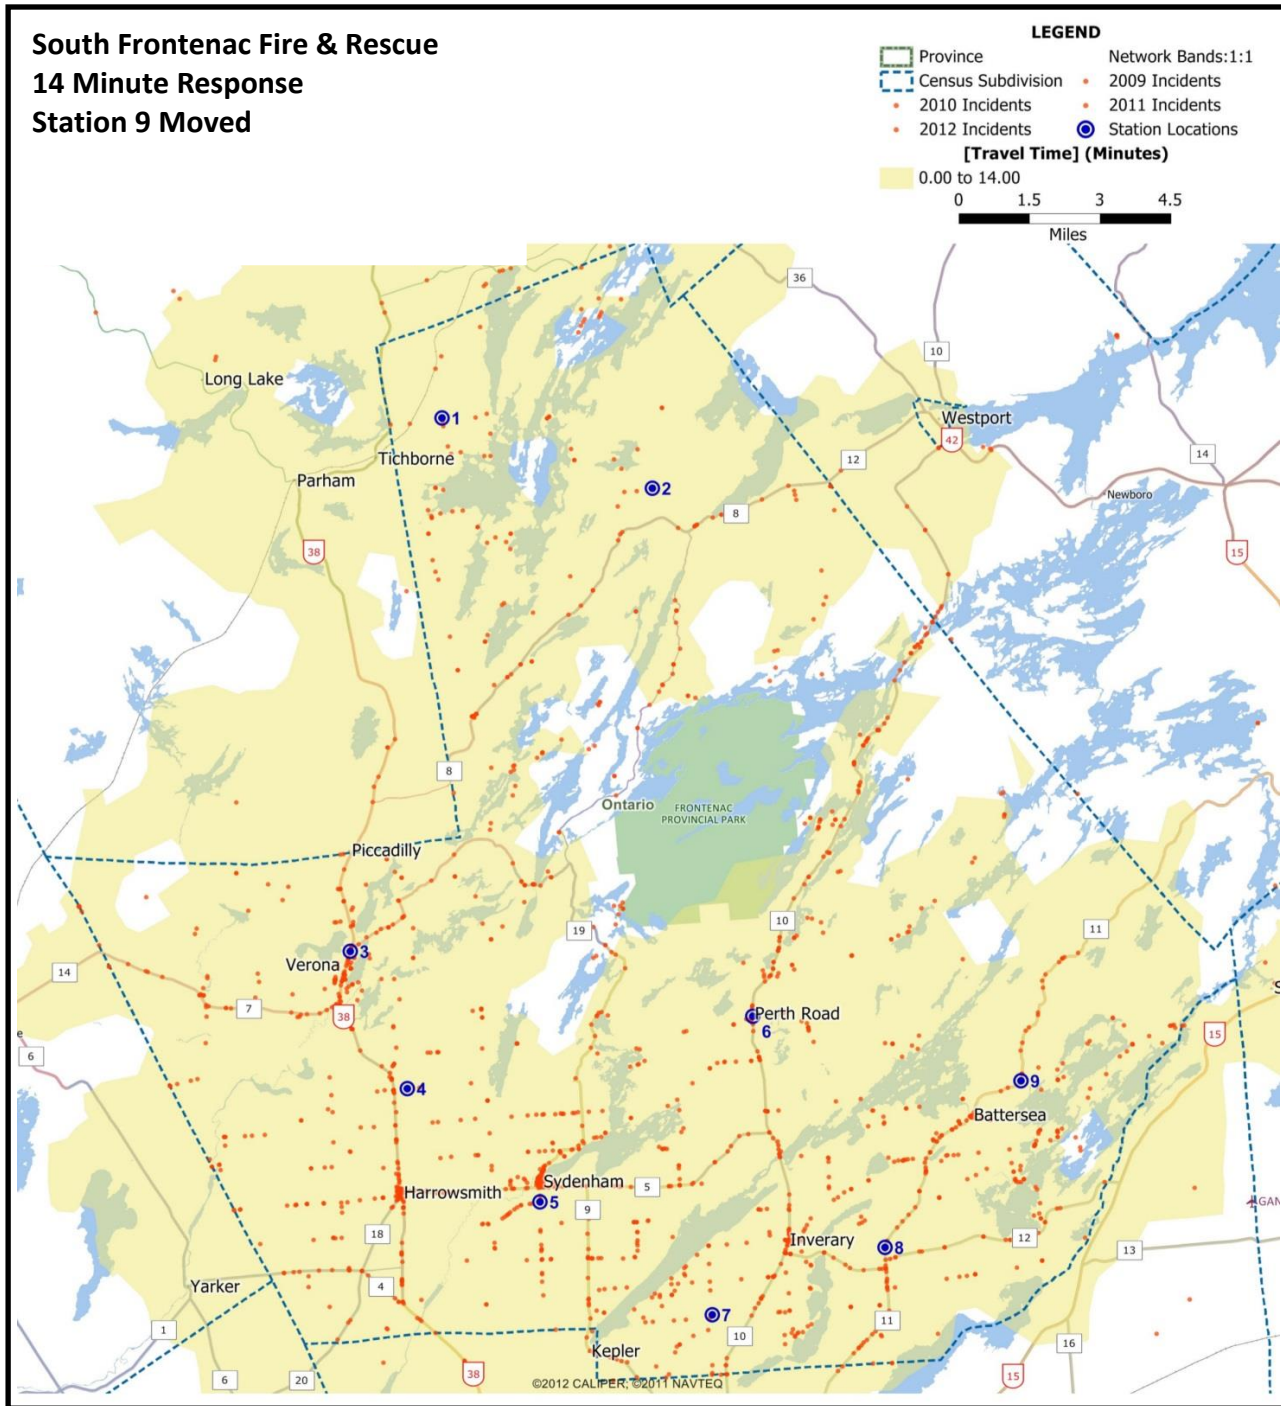 South Frontenac Fire & Rescue
14 Minute Response
Station 9 Moved
LEGEND
Province
Network Bands:1:1
Census Subdivision
2009 Incidents
2010 Incidents
2011 Incidents
2012 Incidents
Station Locations
[Travel Time] (Minutes)
0.00 to 14.00
0 1.5 3 4.5
Miles
36
10
Long Lake
1
Westport
42
Tichborne
12
14
Parham
2
Newboro
8
38
15
8
Ontario
FRONTENAC
PROVINCIAL PARK
Piccadilly
10
19
11
3
Verona
14
7
38
Perth Road
6
S
15
e
6
9
4
Battersea
Sydenham
Harrowsmith
5
5
9
GAN
18
Inverary
8
12
13
Yarker
4
7
11
1
10
16
Kepler
38
6
20
15
©2012 CALIPER; ©2011 NAVTEQ